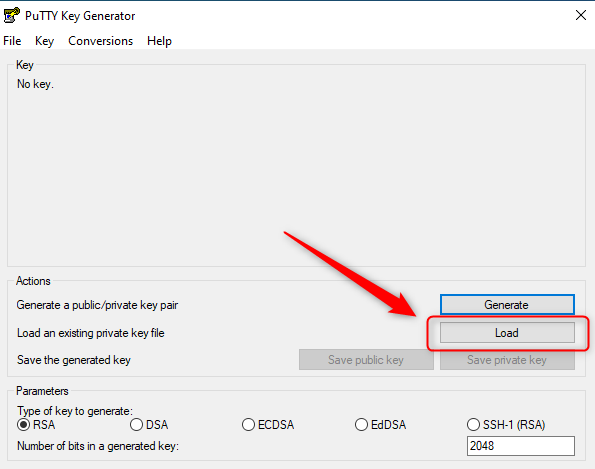 PuTTY Key Generator
File Key Conversions Help
Key
No key.
Actions
Generate a public/private key pair
Generate
Load an existing private key file
Load
Save the generated key
Save public key
Save private key
Parameters
Type of key to generate:
RSA DSA ECDSA EdDSA SSH-1 (RSA)
Number of bits in a generated key:
2048